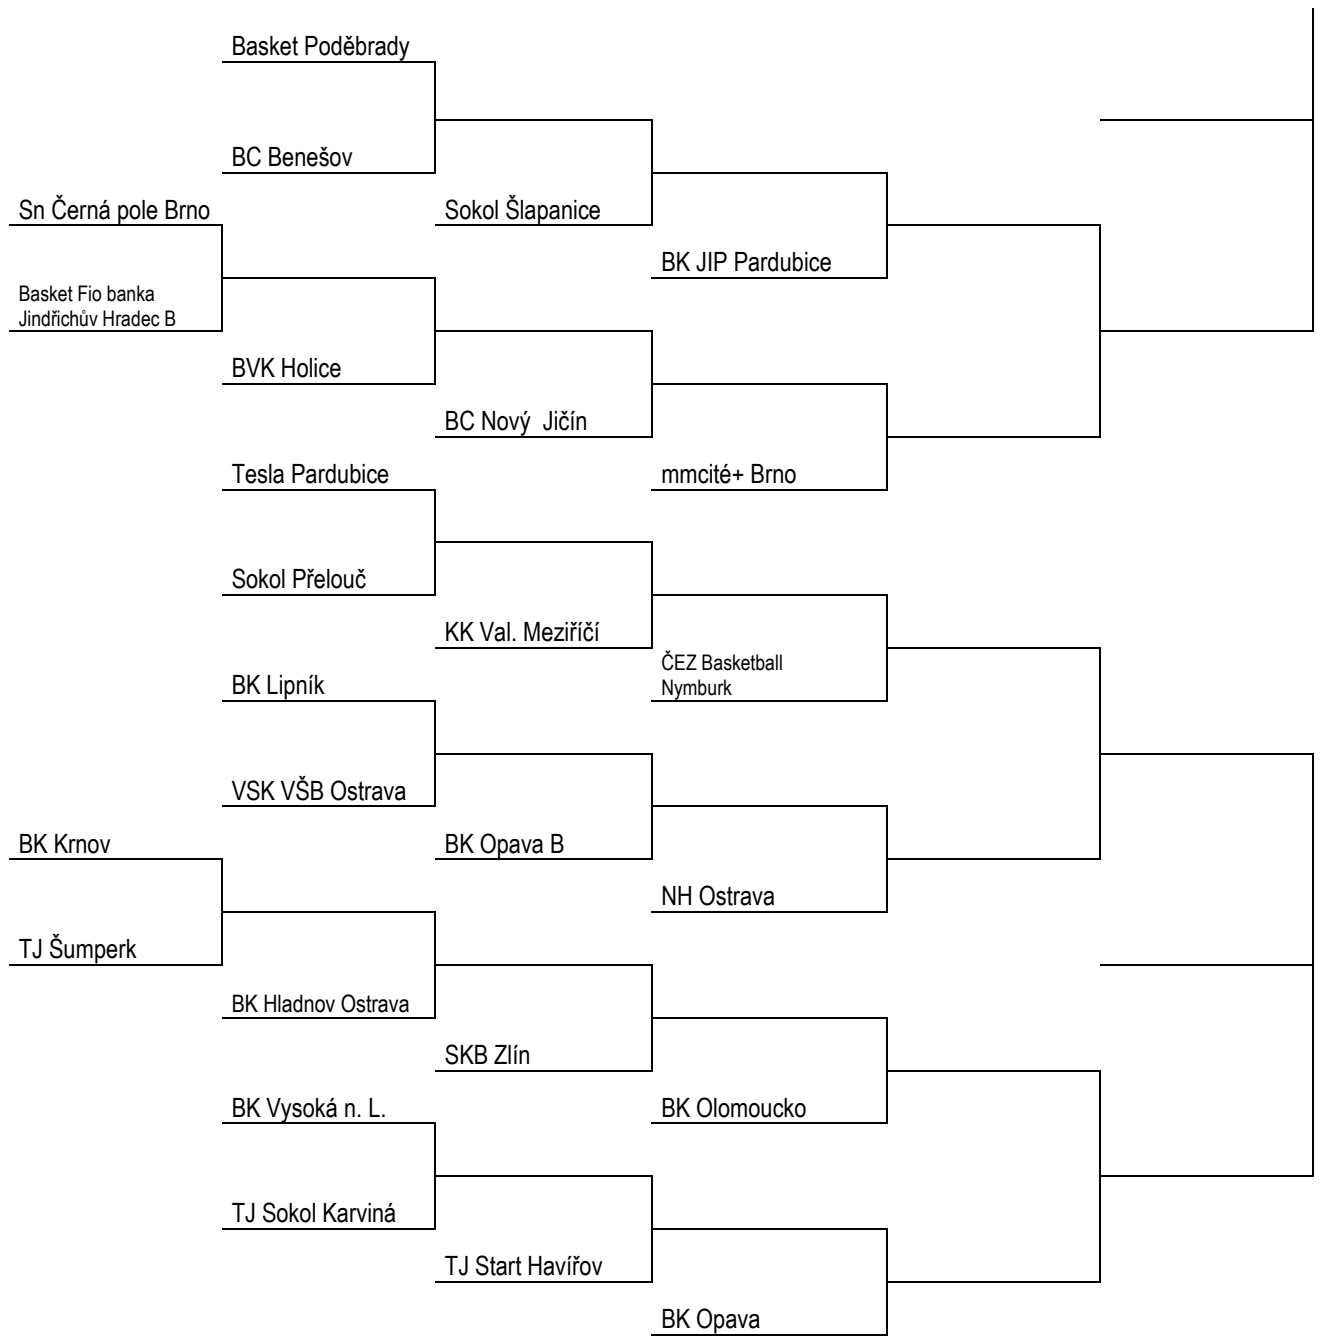 Basket Poděbrady
BC Benešov
Sn Černá pole Brno
Sokol Šlapanice
BK JIP Pardubice
Basket Fio banka
Jindřichův Hradec B
BVK Holice
BC Nový  Jičín
Tesla Pardubice
mmcité+ Brno
Sokol Přelouč
KK Val. Meziříčí
ČEZ Basketball
Nymburk
BK Lipník
VSK VŠB Ostrava
BK Krnov
BK Opava B
NH Ostrava
TJ Šumperk
BK Hladnov Ostrava
SKB Zlín
BK Vysoká n. L.
BK Olomoucko
TJ Sokol Karviná
TJ Start Havířov
BK Opava